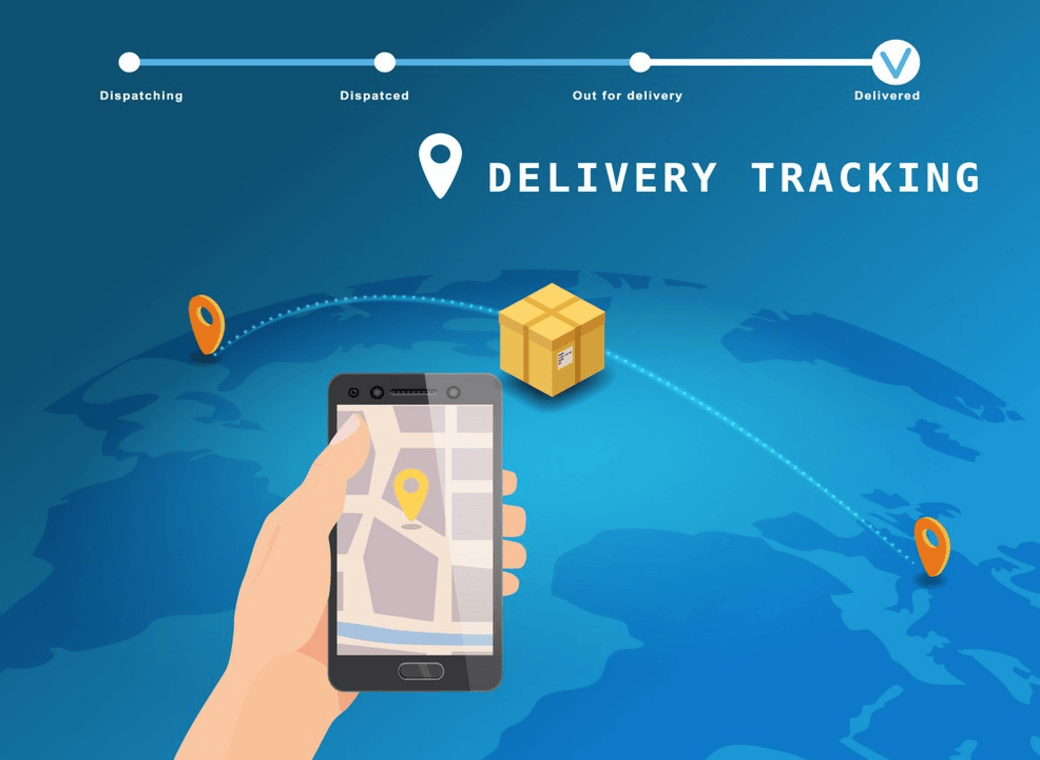 Dispatching
Dispatced
Out for delivery
Delivered
DELIVERY TRACKING